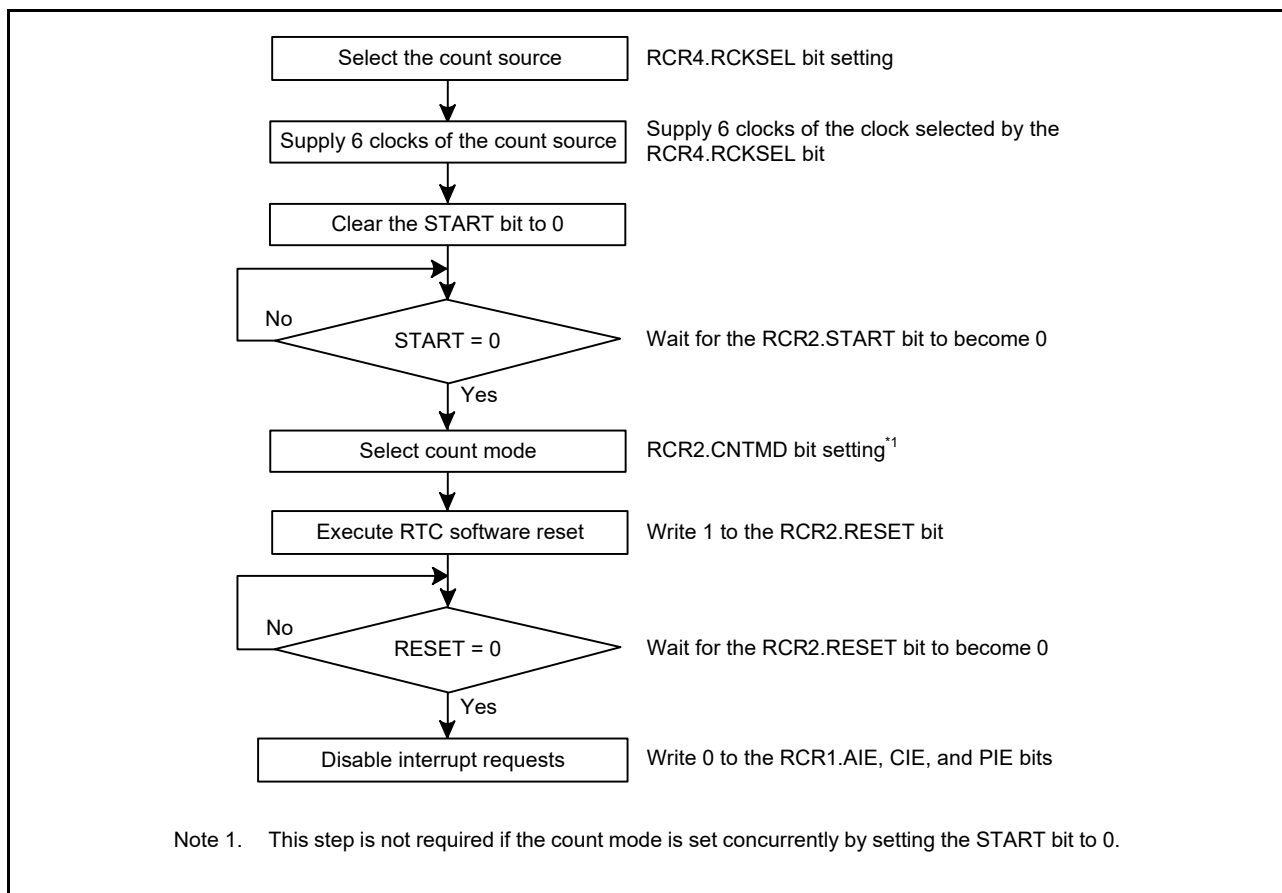 Select the count source
RCR4.RCKSEL bit setting
Supply 6 clocks of the count source
Supply 6 clocks of the clock selected by the
RCR4.RCKSEL bit
Clear the START bit to 0
No
START = 0
Wait for the RCR2.START bit to become 0
Yes
Select count mode
RCR2.CNTMD bit setting*1
Execute RTC software reset
Write 1 to the RCR2.RESET bit
No
RESET = 0
Wait for the RCR2.RESET bit to become 0
Yes
Disable interrupt requests
Write 0 to the RCR1.AIE, CIE, and PIE bits
Note 1. This step is not required if the count mode is set concurrently by setting the START bit to 0.